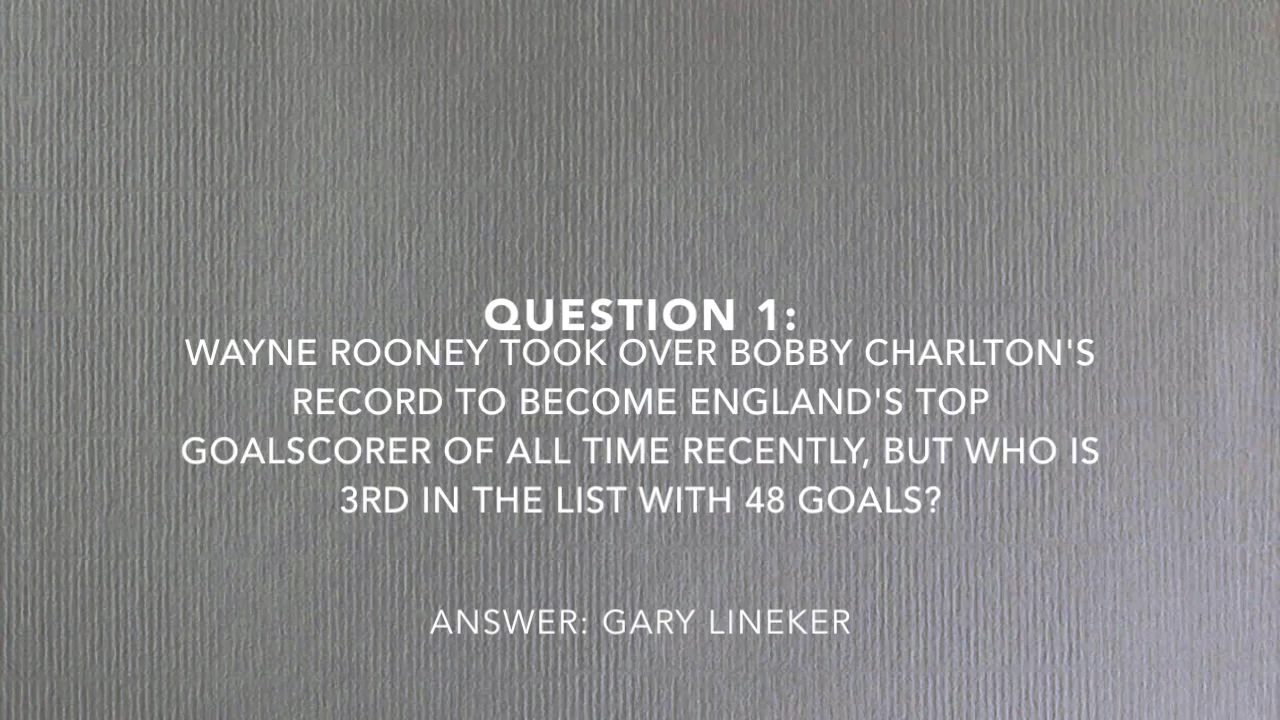 QUESTION 1:
WAYNE ROONEY TOOK OVER BOBBY CHARLTON'S
RECORD TO BECOME ENGLAND'S TOP
GOALSCORER OF ALL TIME RECENTLY, BUT WHO IS
3RD IN THE LIST WITH 48 GOALS?
ANSWER: GARY LINEKER